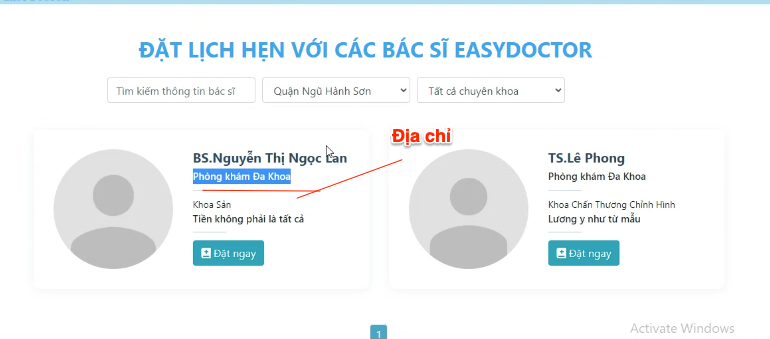 ĐẶT LỊCH HẸN VỚI CÁC BÁC SĨ EASYDOCTOR
Tìm kiếm thông tin bác sĩ
Quận Ngũ Hành Sơn
Tất cả chuyên khoa
Địa chỉ
BS.Nguyễn Thị Ngọc Lan
Phòng khám Đa Khoa
Khoa Sản
Tiền không phải là tất cả
Đặt ngay
TS.Lê Phong
Phòng khám Đa Khoa
Khoa Chấn Thương Chỉnh Hình
Lương y như từ mẫu
Đặt ngay
1
Activate Windows